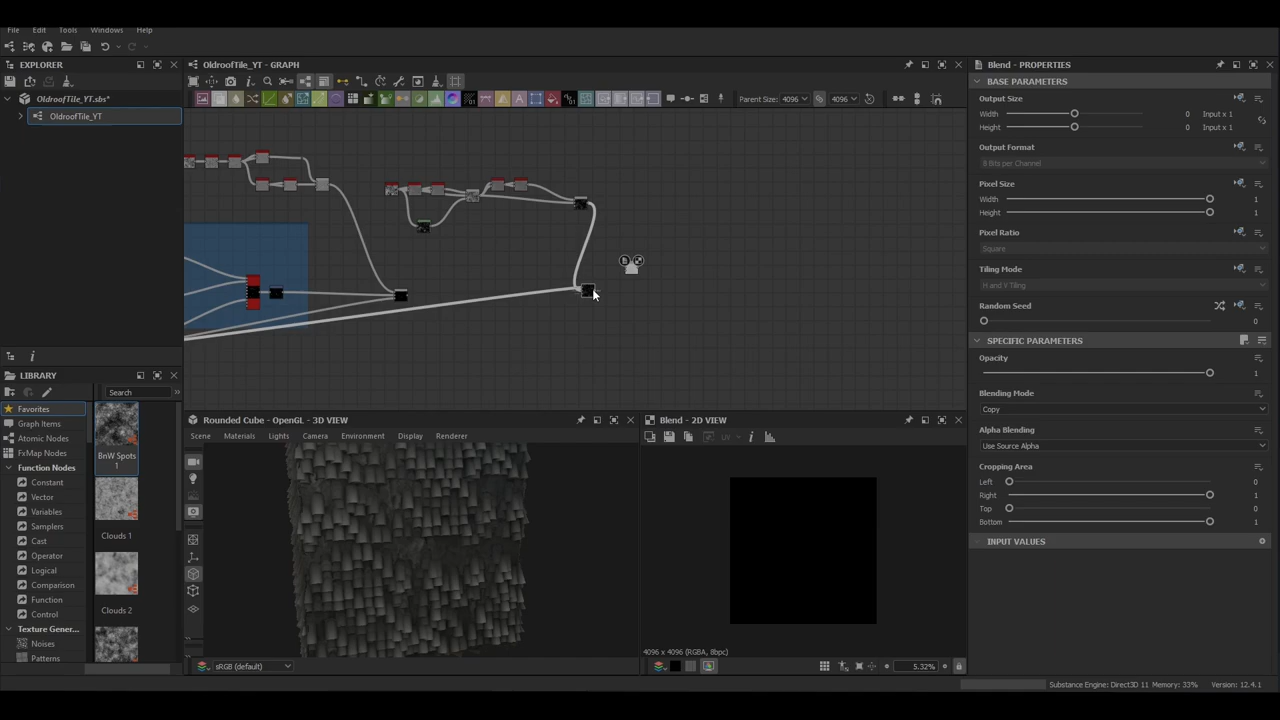 File Edit Tools Windows Help
EXPLORER
OldroofTile_YT.sbs*
OldroofTile_YT
OldroofTile_YT - GRAPH
Parent Size: 4096 4096
LIBRARY
Search
Favorites
Graph Items
Atomic Nodes
FxMap Nodes
Function Nodes
Constant
Vector
Variables
Samplers
Cast
Operator
Logical
Comparison
Function
Control
Texture Gener...
Noises
Patterns
BnW Spots
1
Clouds 1
Clouds 2
Rounded Cube - OpenGL - 3D VIEW
Scene Materials Lights Camera Environment Display Renderer
sRGB (default)
Blend - 2D VIEW
UV
4096 x 4096 (RGBA, 8bpc)
5.32%
Blend - PROPERTIES
BASE PARAMETERS
Output Size
Width 0 Input x 1
Height 0 Input x 1
Output Format
8 Bits per Channel
Pixel Size
Width 1
Height 1
Pixel Ratio
Square
Tiling Mode
H and V Tiling
Random Seed
0
SPECIFIC PARAMETERS
Opacity
1
Blending Mode
Copy
Alpha Blending
Use Source Alpha
Cropping Area
Left 0
Right 1
Top 0
Bottom 1
INPUT VALUES
Substance Engine: Direct3D 11 Memory: 33% Version: 12.4.1